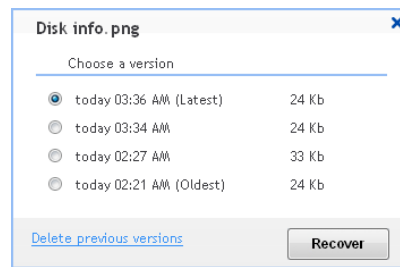 Disk info.png
Choose a version
today 03:36 AM (Latest) 24 Kb
today 03:34 AM 24 Kb
today 02:27 AM 33 Kb
today 02:21 AM (Oldest) 24 Kb
Delete previous versions Recover